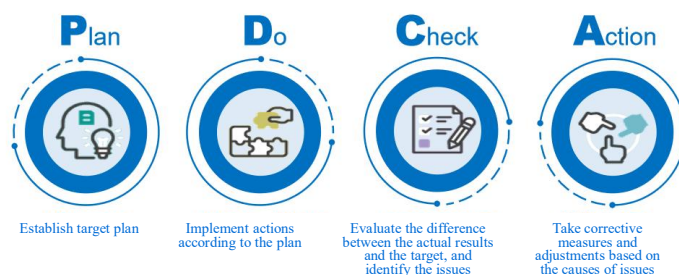 Plan
Do
Check
Action
Establish target plan
Implement actions
according to the plan
Evaluate the difference
between the actual results
and the target, and
identify the issues
Take corrective
measures and
adjustments based on
the causes of issues